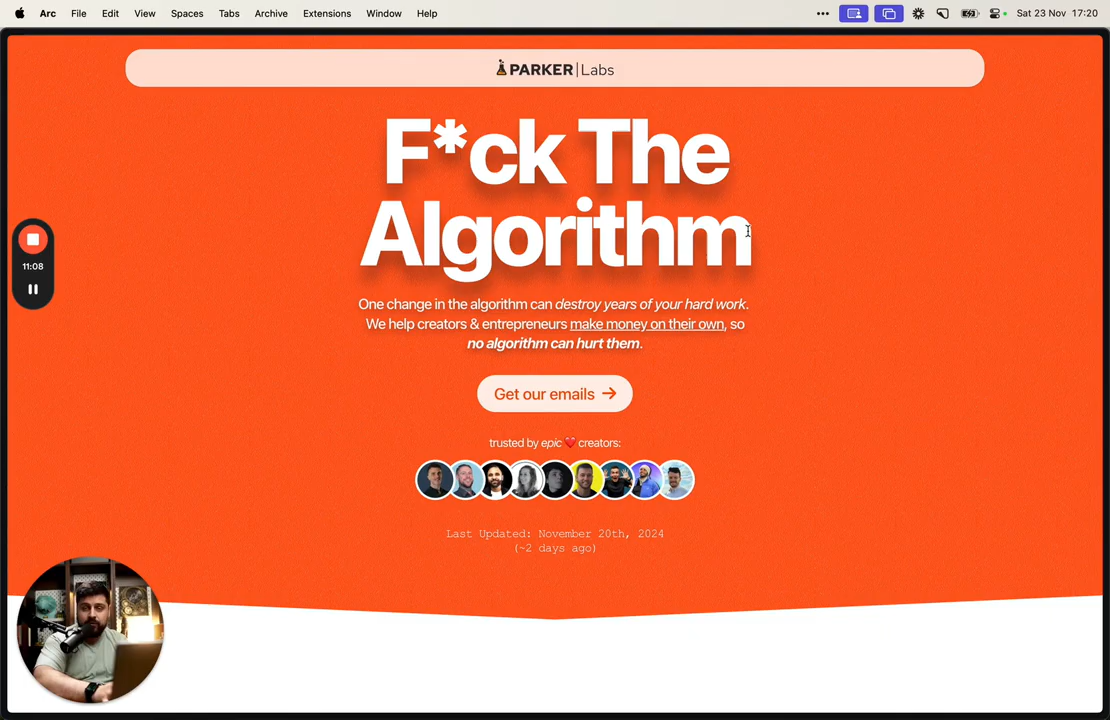 Arc File Edit View Spaces Tabs Archive Extensions Window Help Sat 23 Nov 17:20
PARKER|Labs
F*ck The
Algorithm
11:08
One change in the algorithm can destroy years of your hard work.
We help creators & entrepreneurs make money on their own, so
no algorithm can hurt them.
Get our emails →
trusted by epic ❤️ creators:
Last Updated: November 20th, 2024
(~2 days ago)